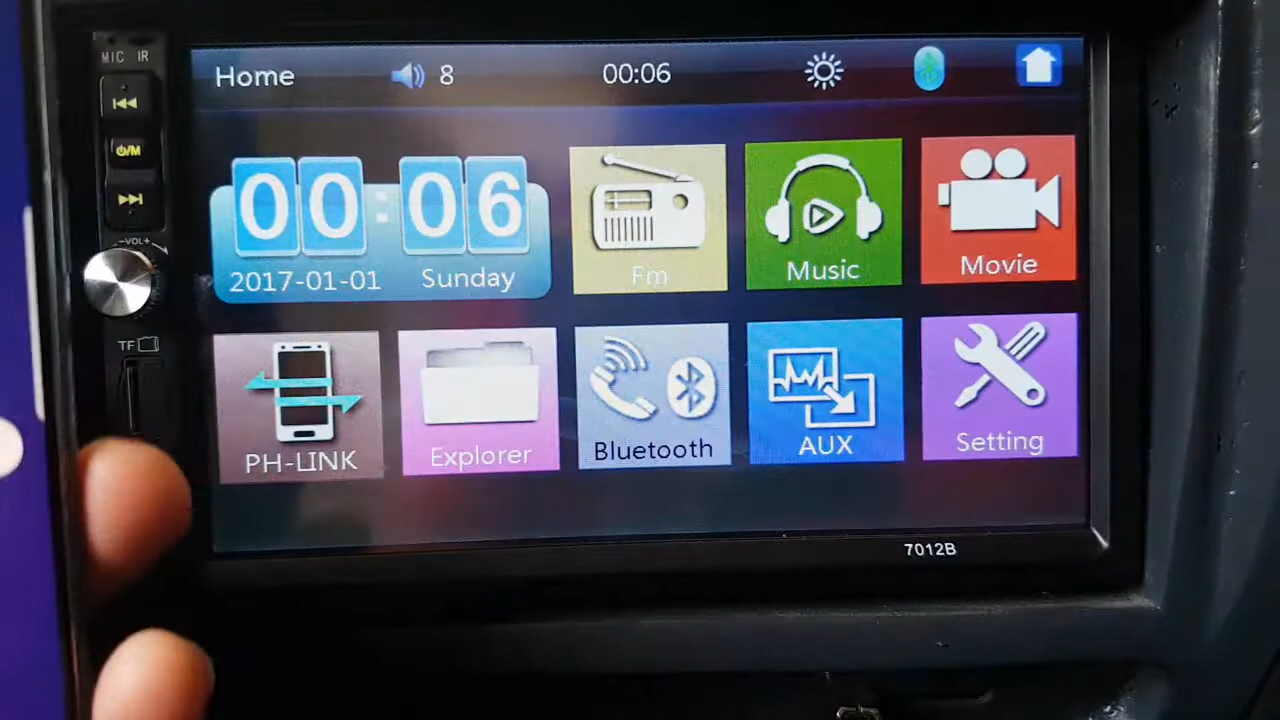 MIC IR
Home
8
00:06
⏻/M
00:06
2017-01-01 Sunday
Fm
Music
Movie
-VOL+
TF
PH-LINK
Explorer
Bluetooth
AUX
Setting
7012B